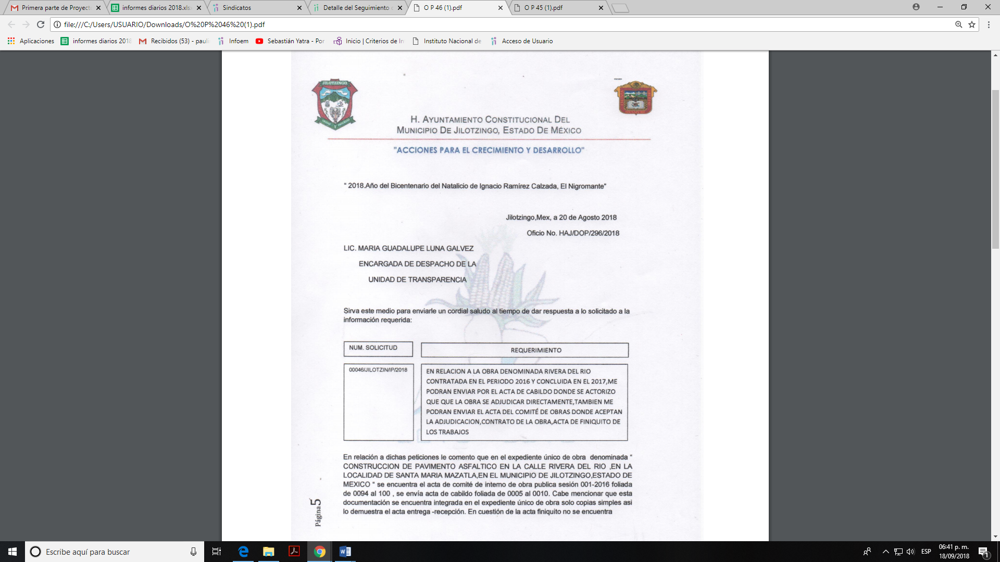 Primera parte de Proyect
informes diarios 2018.xls
Sindicatos
Detalle del Seguimiento
O P 46 (1).pdf
O P 45 (1).pdf
file:///C:/Users/USUARIO/Downloads/O%20P%2046%20(1).pdf
Aplicaciones
informes diarios 2018
Recibidos (53) - pauli
Infoem
Sebastián Yatra - Por
Inicio | Criterios de In
Instituto Nacional de
Acceso de Usuario
JILOTZINGO
H. AYUNTAMIENTO CONSTITUCIONAL DEL
MUNICIPIO DE JILOTZINGO, ESTADO DE MÉXICO
"ACCIONES PARA EL CRECIMIENTO Y DESARROLLO"
“ 2018.Año del Bicentenario del Natalicio de Ignacio Ramírez Calzada, El Nigromante”
Jilotzingo,Mex, a 20 de Agosto 2018
Oficio No. HAJ/DOP/296/2018
LIC. MARIA GUADALUPE LUNA GALVEZ
ENCARGADA DE DESPACHO DE LA
UNIDAD DE TRANSPARENCIA
Sirva este medio para enviarle un cordial saludo al tiempo de dar respuesta a lo solicitado a la
información requerida:
NUM. SOLICITUD
REQUERIMIENTO
00046/JILOTZIN/IP/2018
EN RELACION A LA OBRA DENOMINADA RIVERA DEL RIO
CONTRATADA EN EL PERIODO 2016 Y CONCLUIDA EN EL 2017,ME
PODRAN ENVIAR POR EL ACTA DE CABILDO DONDE SE ACTORIZO
QUE QUE LA OBRA SE ADJUDICAR DIRECTAMENTE,TAMBIEN ME
PODRAN ENVIAR EL ACTA DEL COMITÉ DE OBRAS DONDE ACEPTAN
LA ADJUDICACION,CONTRATO DE LA OBRA,ACTA DE FINIQUITO DE
LOS TRABAJOS
En relación a dichas peticiones le comento que en el expediente único de obra denominada “
CONSTRUCCION DE PAVIMENTO ASFALTICO EN LA CALLE RIVERA DEL RIO ,EN LA
LOCALIDAD DE SANTA MARIA MAZATLA,EN EL MUNICIPIO DE JILOTZINGO,ESTADO DE
MEXICO “ se encuentra el acta de comité de interno de obra publica sesión 001-2016 foliada
de 0094 al 100 , se envía acta de cabildo foliada de 0005 al 0010. Cabe mencionar que esta
documentación se encuentra integrada en el expediente único de obra solo copias simples asi
lo demuestra el acta entrega -recepción. En cuestión de la acta finiquito no se encuentra
Página5
Escribe aquí para buscar
ESP
06:41 p. m.
18/09/2018
1